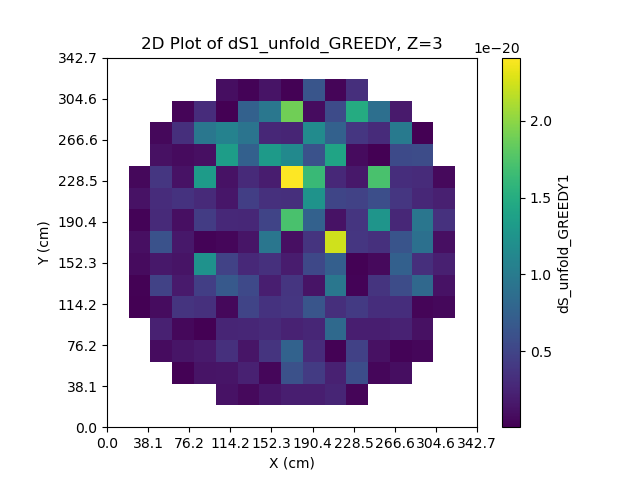 2D Plot of dS1_unfold_GREEDY, Z=3
1e−20
342.7
304.6
266.6
228.5
190.4
152.3
114.2
76.2
38.1
0.0
Y (cm)
0.0 38.1 76.2 114.2 152.3 190.4 228.5 266.6 304.6 342.7
X (cm)
2.0
1.5
1.0
0.5
dS_unfold_GREEDY1